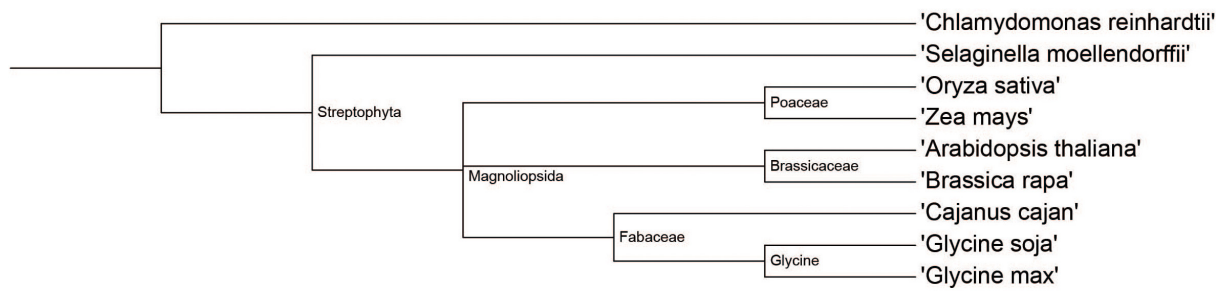 'Chlamydomonas reinhardtii'
'Selaginella moellendorffii'
'Oryza sativa'
Poaceae
'Zea mays'
Streptophyta
'Arabidopsis thaliana'
Brassicaceae
Magnoliopsida
'Brassica rapa'
'Cajanus cajan'
Fabaceae
'Glycine soja'
Glycine
'Glycine max'